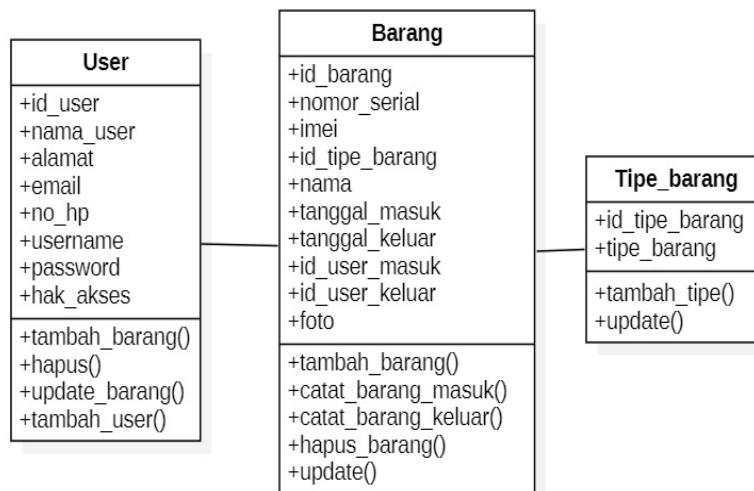 User
+id_user
+nama_user
+alamat
+email
+no_hp
+username
+password
+hak_akses
+tambah_barang()
+hapus()
+update_barang()
+tambah_user()
Barang
+id_barang
+nomor_serial
+imei
+id_tipe_barang
+nama
+tanggal_masuk
+tanggal_keluar
+id_user_masuk
+id_user_keluar
+foto
+tambah_barang()
+catat_barang_masuk()
+catat_barang_keluar()
+hapus_barang()
+update()
Tipe_barang
+id_tipe_barang
+tipe_barang
+tambah_tipe()
+update()